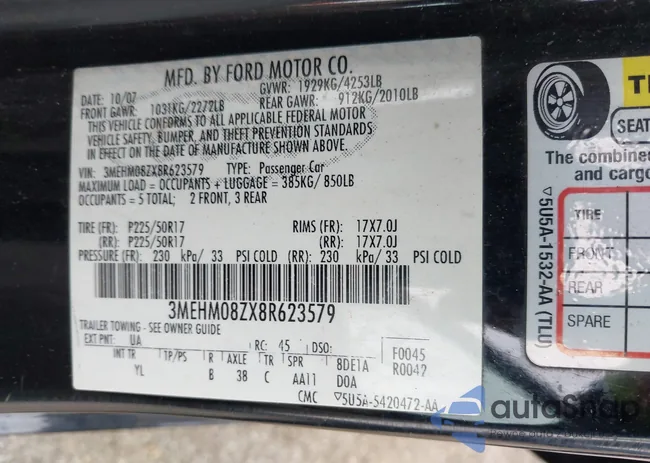 MFD. BY FORD MOTOR CO.
DATE: 10/07 GVWR: 1929KG/4253LB
FRONT GAWR: 1031KG/2272LB REAR GAWR: 912KG/2010LB
THIS VEHICLE CONFORMS TO ALL APPLICABLE FEDERAL MOTOR
VEHICLE SAFETY, BUMPER, AND THEFT PREVENTION STANDARDS
IN EFFECT ON THE DATE OF MANUFACTURE SHOWN ABOVE.
VIN: 3MEHM08ZX8R623579 TYPE: Passenger Car
MAXIMUM LOAD = OCCUPANTS + LUGGAGE = 385KG/ 850LB
OCCUPANTS = 5 TOTAL; 2 FRONT, 3 REAR
TIRE (FR): P225/50R17 RIMS (FR): 17X7.0J
(RR): P225/50R17 (RR): 17X7.0J
PRESSURE (FR): 230 kPa/ 33 PSI COLD (RR): 230 kPa/ 33 PSI COLD
3MEHM08ZX8R623579
TRAILER TOWING - SEE OWNER GUIDE
EXT PNT: UA RC: 45 DSO: F0045
INT TR TP/PS R AXLE TR SPR 8DE1A R0042
YL B 38 C AA11 D0A
CMC ▽5U5A-5420472-AA
SEAT
The combine
and cargo
TIRE
FRONT
REAR
SPARE
▽5U5A-1532-AA (TLU)
autoSnap